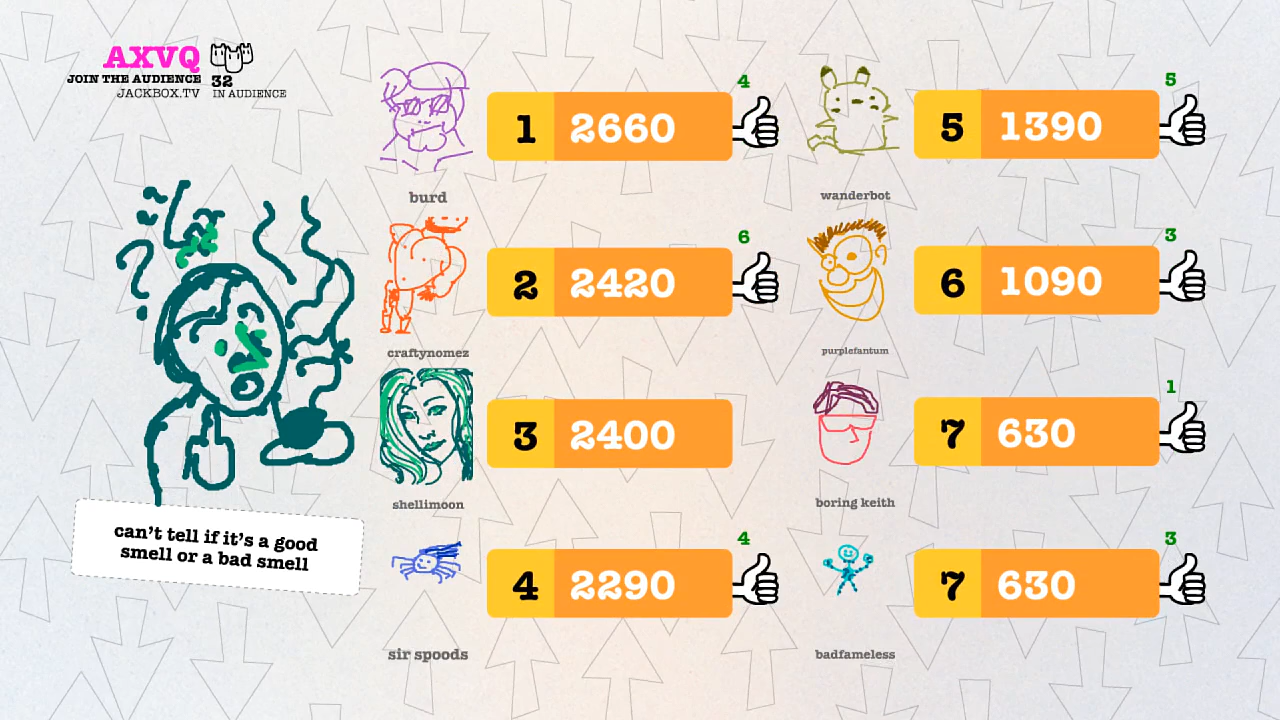 AXVQ
JOIN THE AUDIENCE
JACKBOX.TV
32
IN AUDIENCE
can't tell if it's a good
smell or a bad smell
1 2660 4
burd
2 2420 6
craftynomez
3 2400
shellimoon
4 2290 4
sir spoods
5 1390 5
wanderbot
6 1090 3
purplefantum
7 630 1
boring keith
7 630 3
badfameless